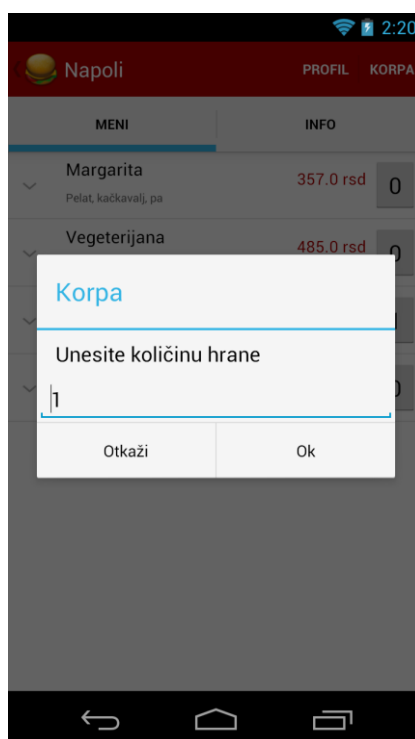 2:20
Napoli
PROFIL KORPA
MENI INFO
Margarita
357.0 rsd
0
Pelat, kačkavalj, pa
Vegeterijana
485.0 rsd
Korpa
Unesite količinu hrane
1
Otkaži Ok